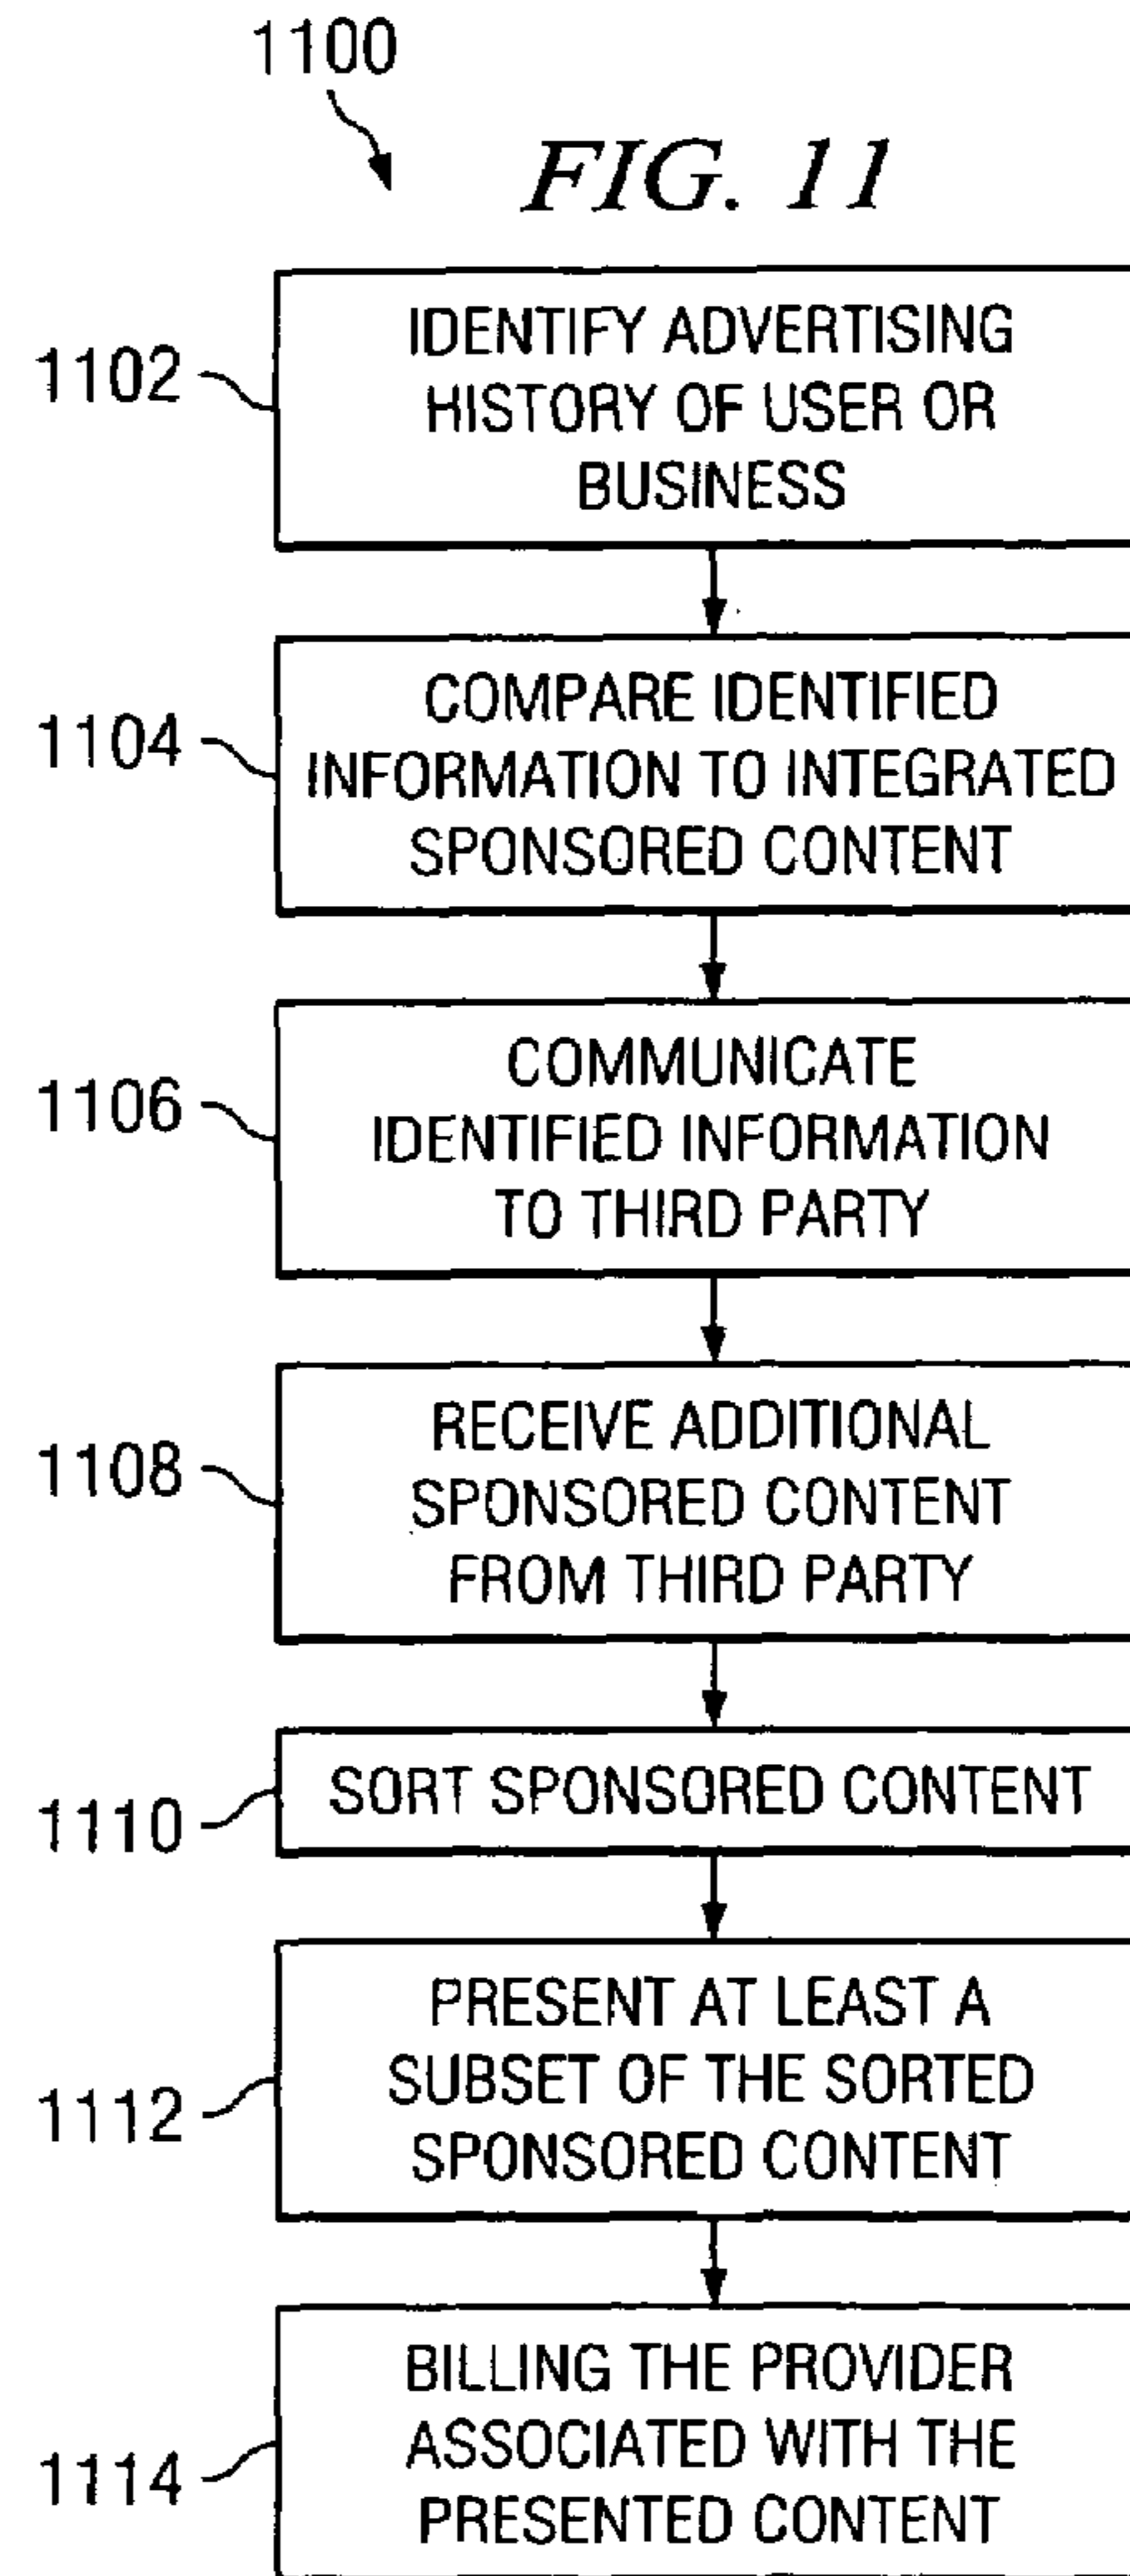 1100
FIG. 11
1102
IDENTIFY ADVERTISING
HISTORY OF USER OR
BUSINESS
1104
COMPARE IDENTIFIED
INFORMATION TO INTEGRATED
SPONSORED CONTENT
1106
COMMUNICATE
IDENTIFIED INFORMATION
TO THIRD PARTY
1108
RECEIVE ADDITIONAL
SPONSORED CONTENT
FROM THIRD PARTY
1110
SORT SPONSORED CONTENT
1112
PRESENT AT LEAST A
SUBSET OF THE SORTED
SPONSORED CONTENT
1114
BILLING THE PROVIDER
ASSOCIATED WITH THE
PRESENTED CONTENT